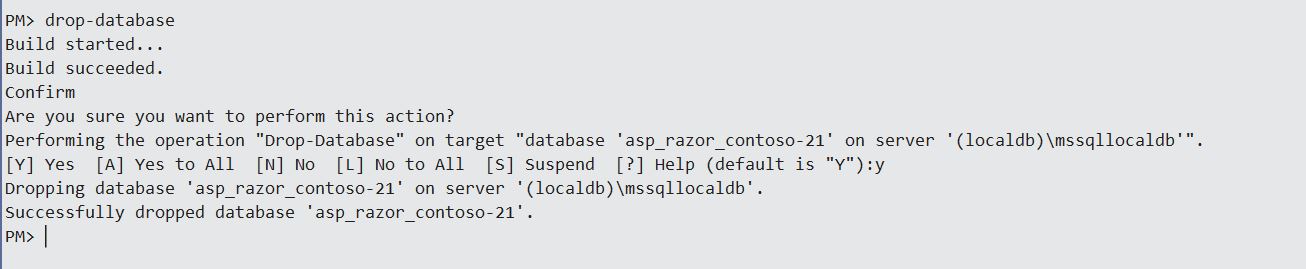 PM> drop-database
Build started...
Build succeeded.
Confirm
Are you sure you want to perform this action?
Performing the operation "Drop-Database" on target "database 'asp_razor_contoso-21' on server '(localdb)\mssqllocaldb'".
[Y] Yes  [A] Yes to All  [N] No  [L] No to All  [S] Suspend  [?] Help (default is "Y"):y
Dropping database 'asp_razor_contoso-21' on server '(localdb)\mssqllocaldb'.
Successfully dropped database 'asp_razor_contoso-21'.
PM>